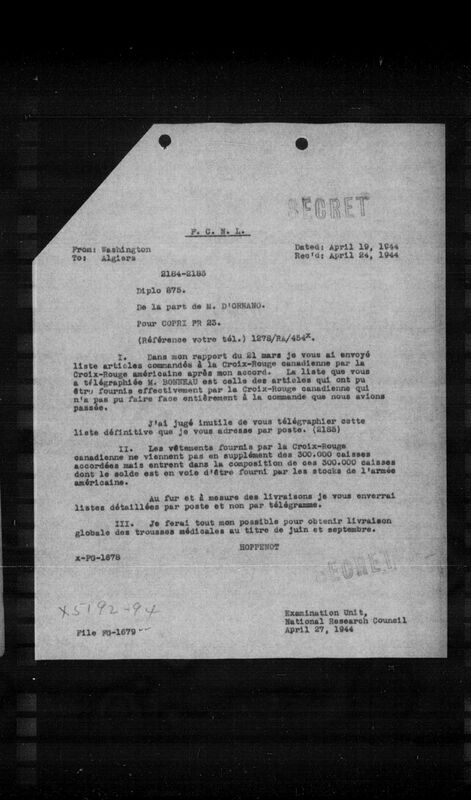 SECRET
F. C. N. L.
From: Washington
To: Algiers
Dated: April 19, 1944
Rec'd: April 24, 1944
2184-2185
Diplo 875.
De la part de M. D'ORNANO.
Pour COPRI PR 23.
(Référence votre tél.) 1278/RA/454x.
I. Dans mon rapport du 21 mars je vous ai envoyé
liste articles commandés à la Croix-Rouge canadienne par la
Croix-Rouge américaine après mon accord. La liste que vous
a télégraphiée M. BONNEAU est celle des articles qui ont pu
être fournis effectivement par la Croix-Rouge canadienne qui
n'a pas pu faire face entièrement à la commande que nous avions
passée.
J'ai jugé inutile de vous télégraphier cette
liste définitive que je vous adresse par poste. (2185)
II. Les vêtements fournis par la Croix-Rouge
canadienne ne viennent pas en supplément des 300.000 caisses
accordées mais entrent dans la composition de ces 300.000 caisses
dont le solde est en voie d'être fourni par les stocks de l'armée
américaine.
Au fur et à mesure des livraisons je vous enverrai
listes détaillées par poste et non par télégramme.
III. Je ferai tout mon possible pour obtenir livraison
globale des trousses médicales au titre de juin et septembre.
HOPPENOT
x-FG-1678
SECRET
X5192-94
File FG-1679
Examination Unit,
National Research Council
April 27, 1944